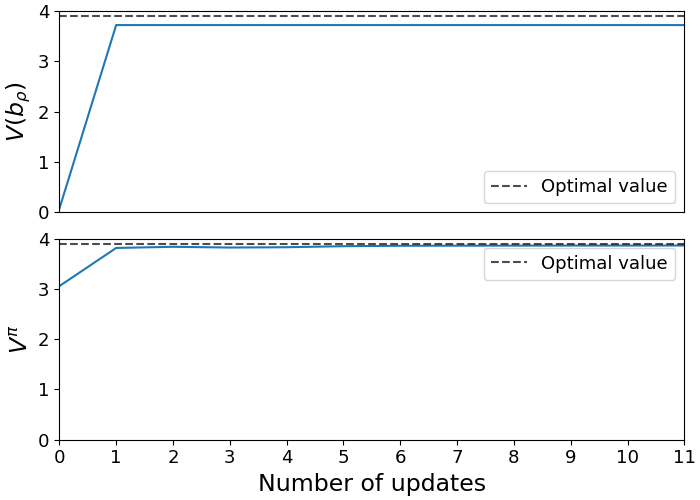 4
3
2
1
0
V(b_ρ)
Optimal value
4
3
2
1
0
V^π
Optimal value
0 1 2 3 4 5 6 7 8 9 10 11
Number of updates